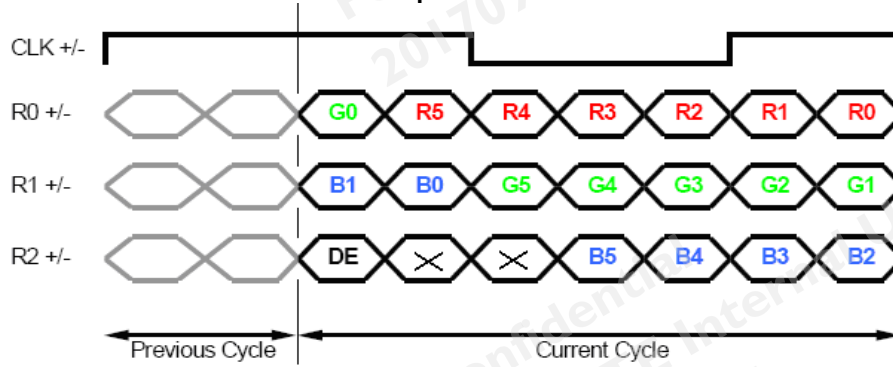 201707
CLK +/-
R0 +/- G0 R5 R4 R3 R2 R1 R0
R1 +/- B1 B0 G5 G4 G3 G2 G1
R2 +/- DE B5 B4 B3 B2
Previous Cycle Current Cycle